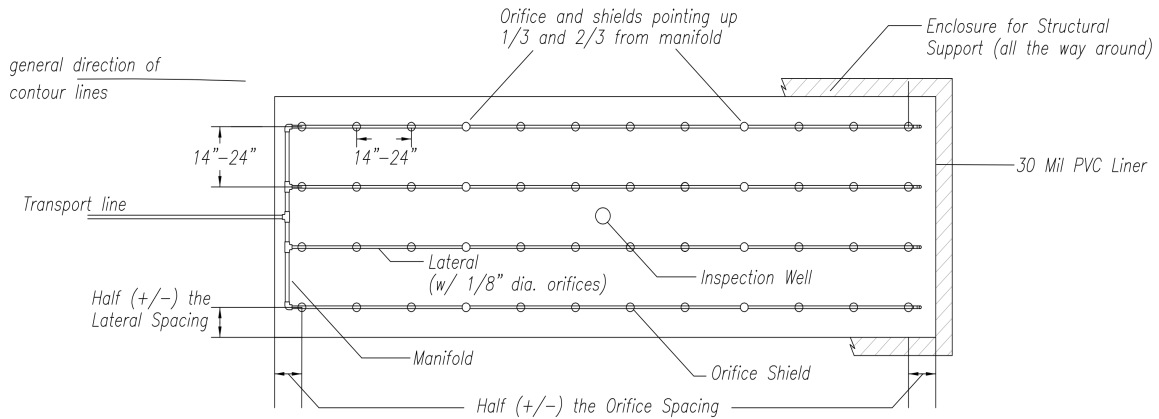 Orifice and shields pointing up
1/3 and 2/3 from manifold
Enclosure for Structural
Support (all the way around)
general direction of
contour lines
14”-24”
14”-24”
30 Mil PVC Liner
Transport line
Lateral
(w/ 1/8” dia. orifices)
Inspection Well
Half (+/-) the
Lateral Spacing
Manifold
Orifice Shield
Half (+/-) the Orifice Spacing